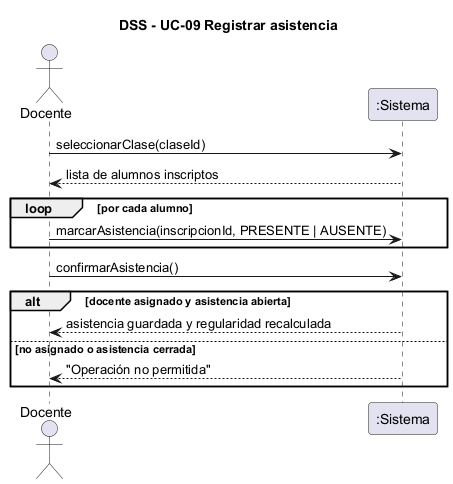 DSS - UC-09 Registrar asistencia
Docente
:Sistema
seleccionarClase(claseId)
lista de alumnos inscriptos
loop [por cada alumno]
marcarAsistencia(inscripcionId, PRESENTE | AUSENTE)
confirmarAsistencia()
alt [docente asignado y asistencia abierta]
asistencia guardada y regularidad recalculada
[no asignado o asistencia cerrada]
"Operación no permitida"
Docente
:Sistema